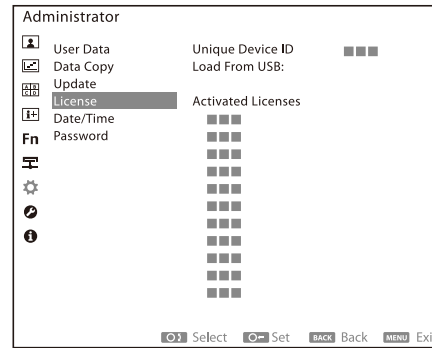 Administrator
User Data
Data Copy
Update
License
Date/Time
Password
Fn
Unique Device ID ■■■
Load From USB:
Activated Licenses
■■■
■■■
■■■
■■■
■■■
■■■
■■■
■■■
■■■
■■■
■■■
Select Set BACK Back MENU Exi